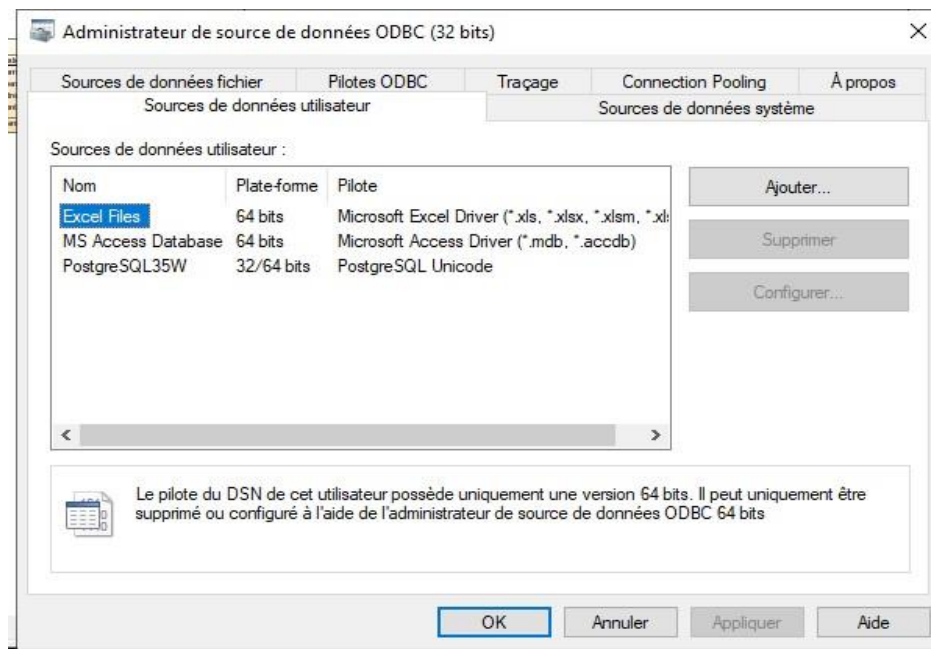 Administrateur de source de données ODBC (32 bits)
Sources de données fichier Pilotes ODBC Traçage Connection Pooling À propos
Sources de données utilisateur Sources de données système
Sources de données utilisateur :
Nom Plate-forme Pilote
Excel Files 64 bits Microsoft Excel Driver (*.xls, *.xlsx, *.xlsm, *.xl
MS Access Database 64 bits Microsoft Access Driver (*.mdb, *.accdb)
PostgreSQL35W 32/64 bits PostgreSQL Unicode
Ajouter...
Supprimer
Configurer...
Le pilote du DSN de cet utilisateur possède uniquement une version 64 bits. Il peut uniquement être
supprimé ou configuré à l'aide de l'administrateur de source de données ODBC 64 bits
OK Annuler Appliquer Aide